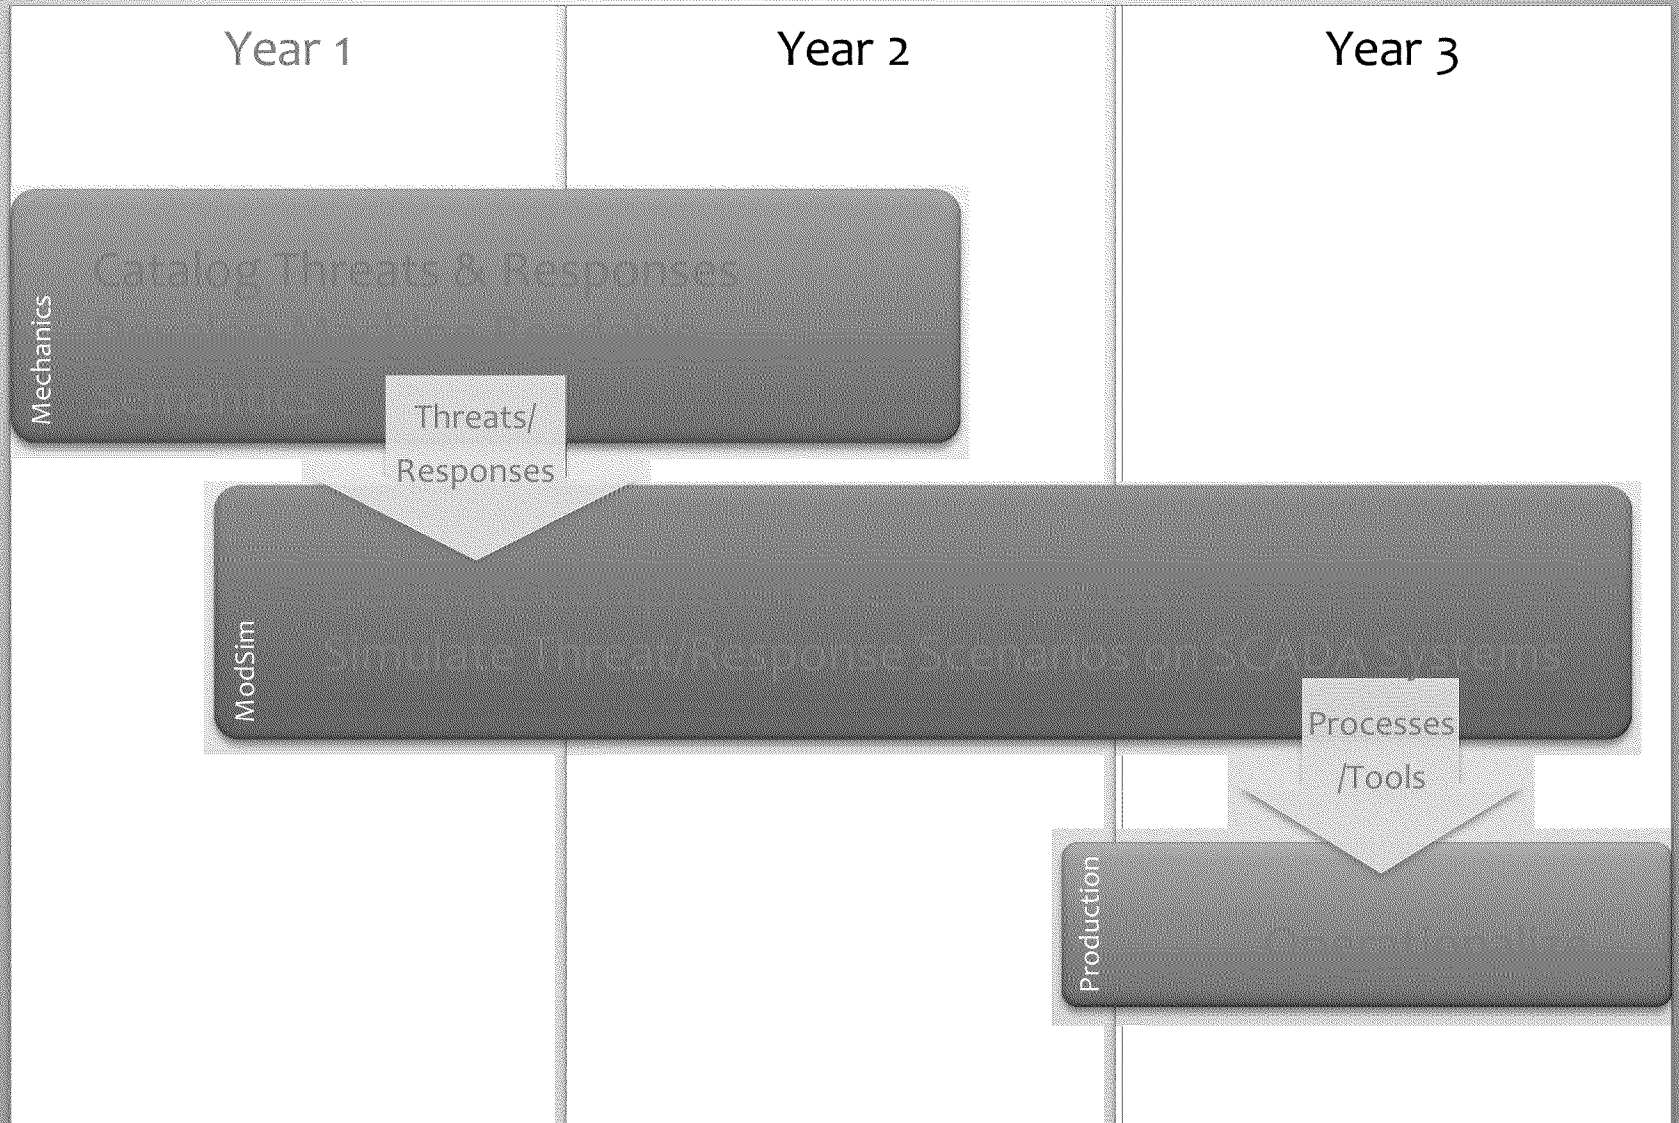 Year 1
Year 2
Year 3
Mechanics
Catalog Threats & Responses
Semantics
Threats/
Responses
ModSim
Simulate Threat Response Scenarios on SCADA Systems
Processes
/Tools
Production